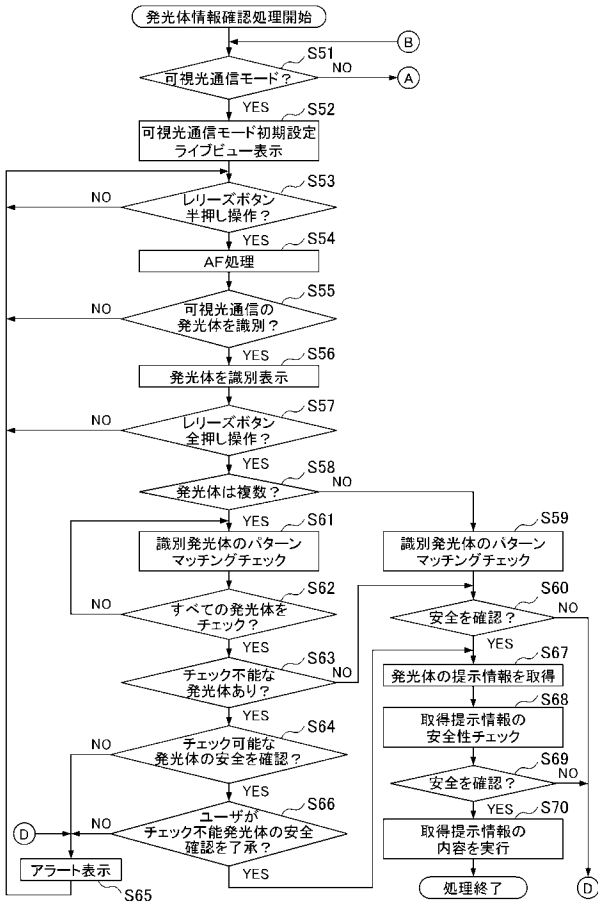 発光体情報確認処理開始
B
S51
可視光通信モード?
NO
A
YES
S52
可視光通信モード初期設定
ライブビュー表示
S53
NO
レリーズボタン
半押し操作?
YES
S54
AF処理
S55
NO
可視光通信の
発光体を識別?
YES
S56
発光体を識別表示
S57
NO
レリーズボタン
全押し操作?
YES
S58
発光体は複数?
NO
YES
S61
識別発光体のパターン
マッチングチェック
S59
識別発光体のパターン
マッチングチェック
S62
NO
すべての発光体を
チェック?
YES
S60
安全を確認?
NO
YES
S63
チェック不能な
発光体あり?
NO
YES
S67
発光体の提示情報を取得
S64
NO
チェック可能な
発光体の安全を確認?
YES
S68
取得提示情報の
安全性チェック
S69
安全を確認?
NO
YES
S66
D
NO
ユーザが
チェック不能発光体の安全
確認を了承?
YES
S70
取得提示情報の
内容を実行
アラート表示
S65
処理終了
D